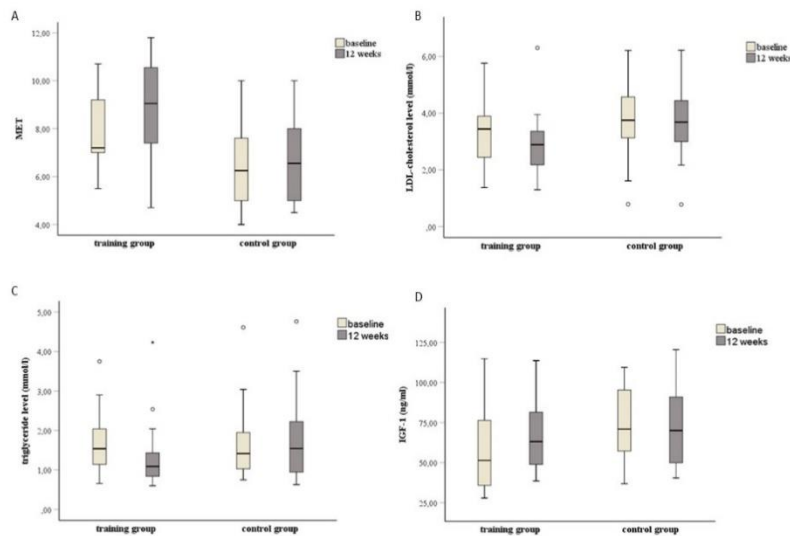 A
12,00
10,00
8,00
6,00
4,00
MET
training group
control group
baseline
12 weeks
B
6,00
4,00
2,00
,00
LDL-cholesterol level (mmol/l)
training group
control group
baseline
12 weeks
C
5,00
4,00
3,00
2,00
1,00
,00
triglyceride level (mmol/l)
training group
control group
baseline
12 weeks
D
125,00
100,00
75,00
50,00
25,00
IGF-1 (ng/ml)
training group
control group
baseline
12 weeks